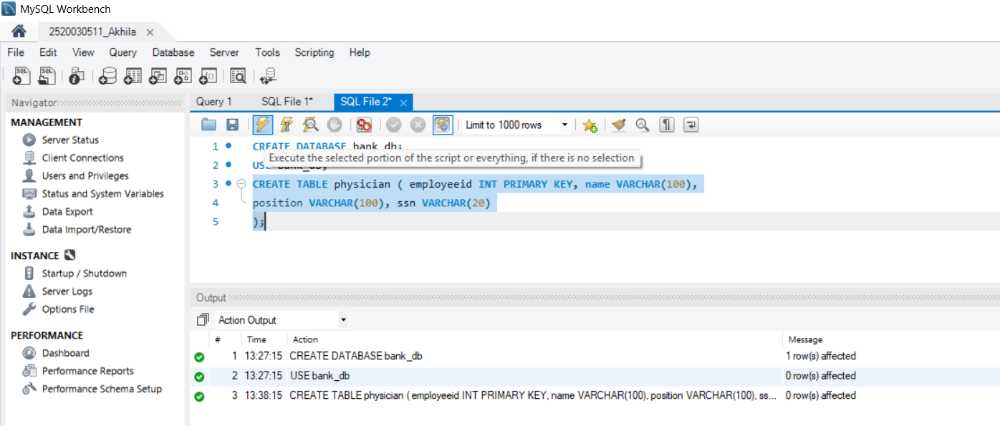 MySQL Workbench
2520030511_Akhila
File Edit View Query Database Server Tools Scripting Help
Navigator
MANAGEMENT
Server Status
Client Connections
Users and Privileges
Status and System Variables
Data Export
Data Import/Restore
INSTANCE
Startup / Shutdown
Server Logs
Options File
PERFORMANCE
Dashboard
Performance Reports
Performance Schema Setup
Query 1 SQL File 1* SQL File 2*
Limit to 1000 rows
1 CREATE DATABASE bank_db;
Execute the selected portion of the script or everything, if there is no selection
2 USE bank_db;
3 CREATE TABLE physician ( employeeid INT PRIMARY KEY, name VARCHAR(100),
4 position VARCHAR(100), ssn VARCHAR(20)
5 );
Output
Action Output
# Time Action Message
1 13:27:15 CREATE DATABASE bank_db 1 row(s) affected
2 13:27:15 USE bank_db 0 row(s) affected
3 13:38:15 CREATE TABLE physician ( employeeid INT PRIMARY KEY, name VARCHAR(100), position VARCHAR(100), ss... 0 row(s) affected